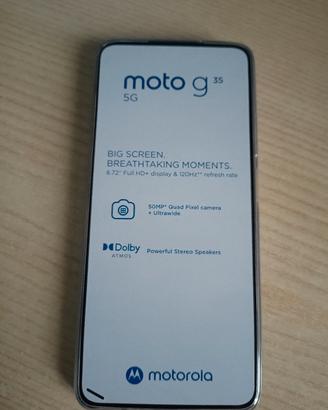 moto g 35
5G
BIG SCREEN.
BREATHTAKING MOMENTS.
6.72" Full HD+ display & 120Hz** refresh rate
50MP* Quad Pixel camera
+ Ultrawide
Dolby
ATMOS
Powerful Stereo Speakers
motorola